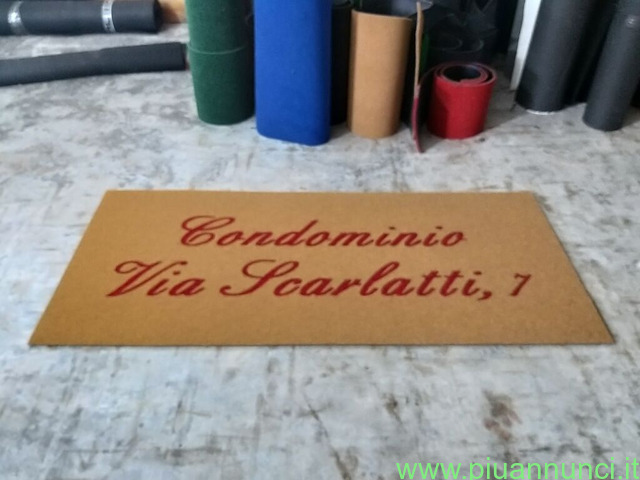 Condominio
Via Scarlatti, 7
www.piuannunci.it